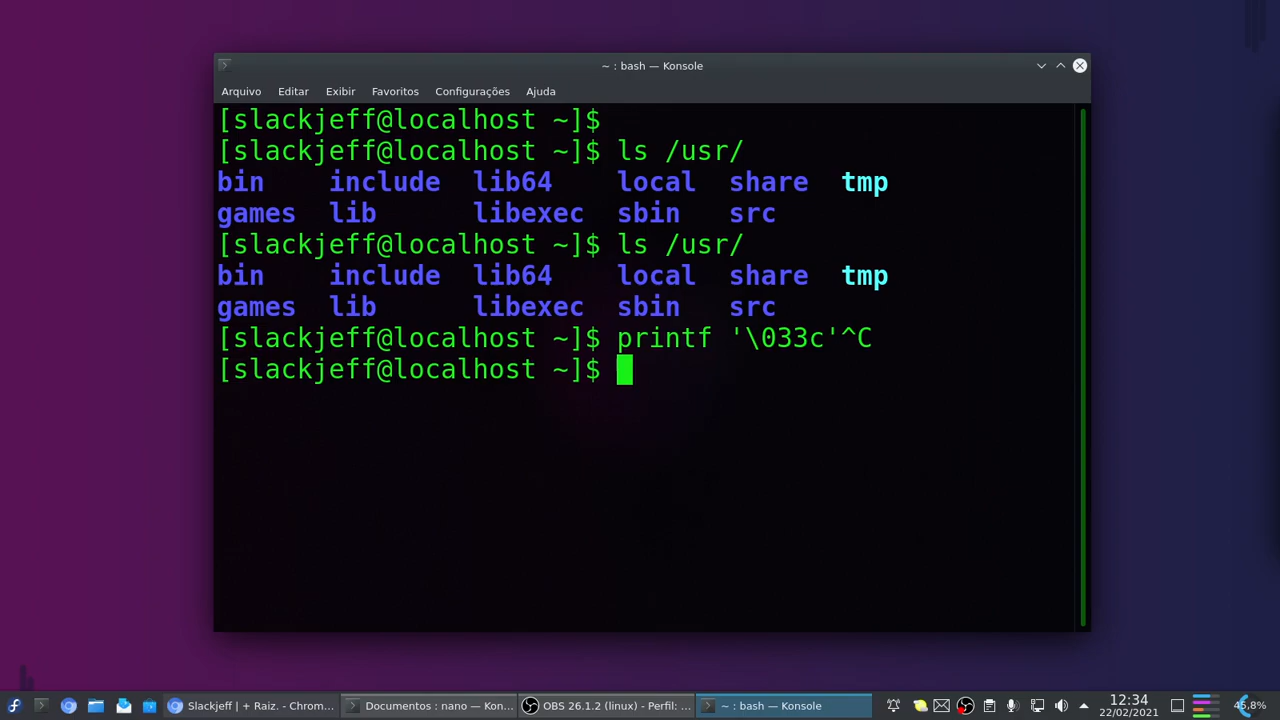 ~ : bash — Konsole
Arquivo Editar Exibir Favoritos Configurações Ajuda
[slackjeff@localhost ~]$
[slackjeff@localhost ~]$ ls /usr/
bin include lib64 local share tmp
games lib libexec sbin src
[slackjeff@localhost ~]$ ls /usr/
bin include lib64 local share tmp
games lib libexec sbin src
[slackjeff@localhost ~]$ printf '\033c'^C
[slackjeff@localhost ~]$
Slackjeff | + Raiz. - Chrom... Documentos : nano — Kon... OBS 26.1.2 (linux) - Perfil: ... ~ : bash — Konsole 12:34 45,8%
22/02/2021